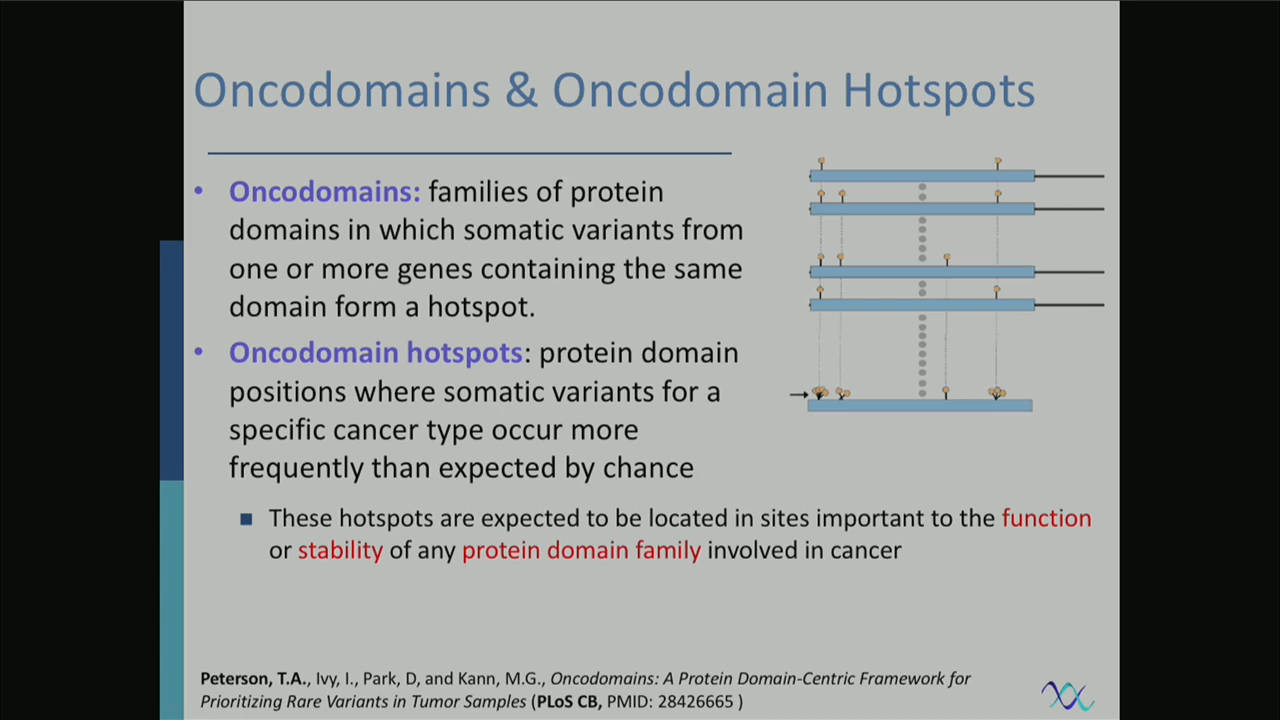 Oncodomains & Oncodomain Hotspots
• Oncodomains: families of protein
domains in which somatic variants from
one or more genes containing the same
domain form a hotspot.
• Oncodomain hotspots: protein domain
positions where somatic variants for a
specific cancer type occur more
frequently than expected by chance
■ These hotspots are expected to be located in sites important to the function
or stability of any protein domain family involved in cancer
Peterson, T.A., Ivy, I., Park, D, and Kann, M.G., Oncodomains: A Protein Domain-Centric Framework for
Prioritizing Rare Variants in Tumor Samples (PLoS CB, PMID: 28426665 )